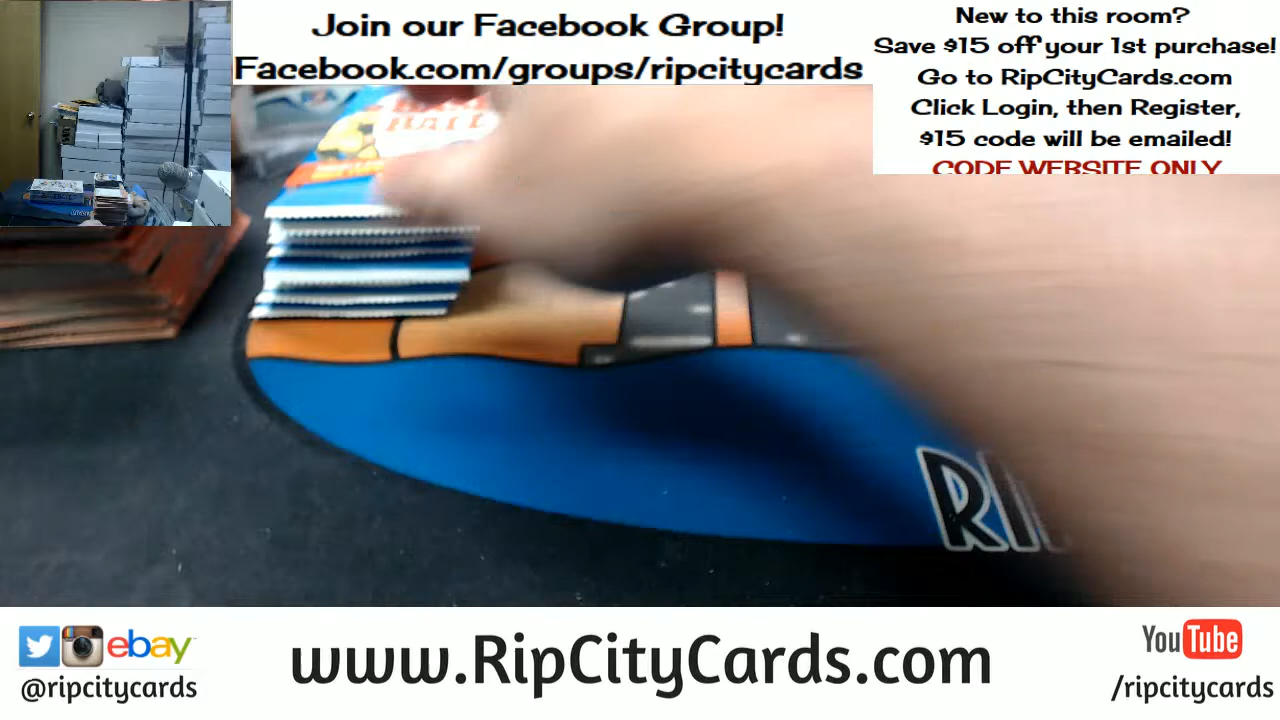 Join our Facebook Group!
Facebook.com/groups/ripcitycards
New to this room?
Save $15 off your 1st purchase!
Go to RipCityCards.com
Click Login, then Register,
$15 code will be emailed!
CODE WEBSITE ONLY
ebay
@ripcitycards
www.RipCityCards.com
YouTube
/ripcitycards